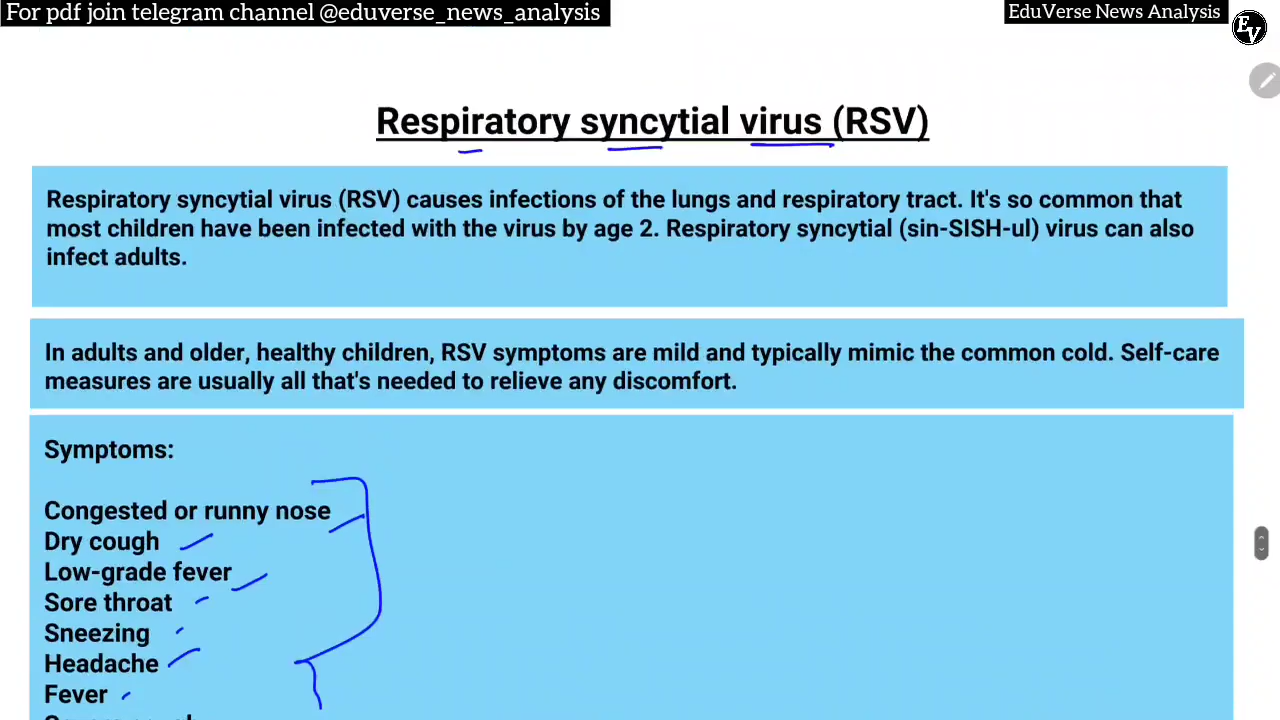 For pdf join telegram channel @eduverse_news_analysis
EduVerse News Analysis
EV
Respiratory syncytial virus (RSV)
Respiratory syncytial virus (RSV) causes infections of the lungs and respiratory tract. It's so common that
most children have been infected with the virus by age 2. Respiratory syncytial (sin-SISH-ul) virus can also
infect adults.
In adults and older, healthy children, RSV symptoms are mild and typically mimic the common cold. Self-care
measures are usually all that's needed to relieve any discomfort.
Symptoms:
Congested or runny nose
Dry cough
Low-grade fever
Sore throat
Sneezing
Headache
Fever